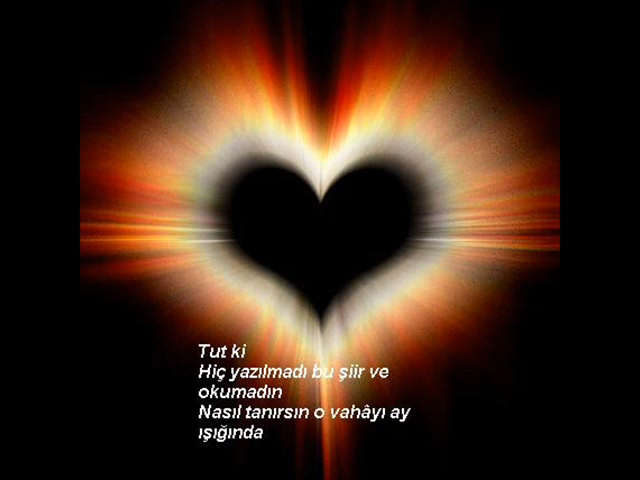 Tut ki
Hiç yazılmadı bu şiir ve
okumadın
Nasıl tanırsın o vahâyı ay
ışığında